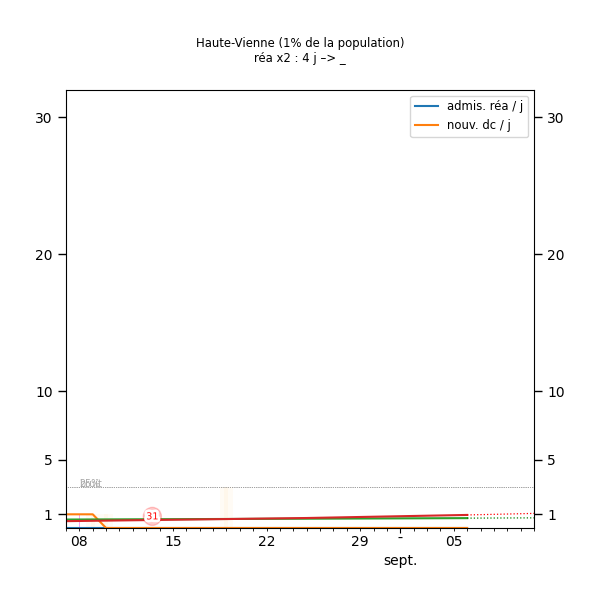 Haute-Vienne (1% de la population)
réa x2 : 4 j –> _
admis. réa / j
nouv. dc / j
30 30
20 20
10 10
5 5
31
1 1
08 15 22 29 - 05
sept.